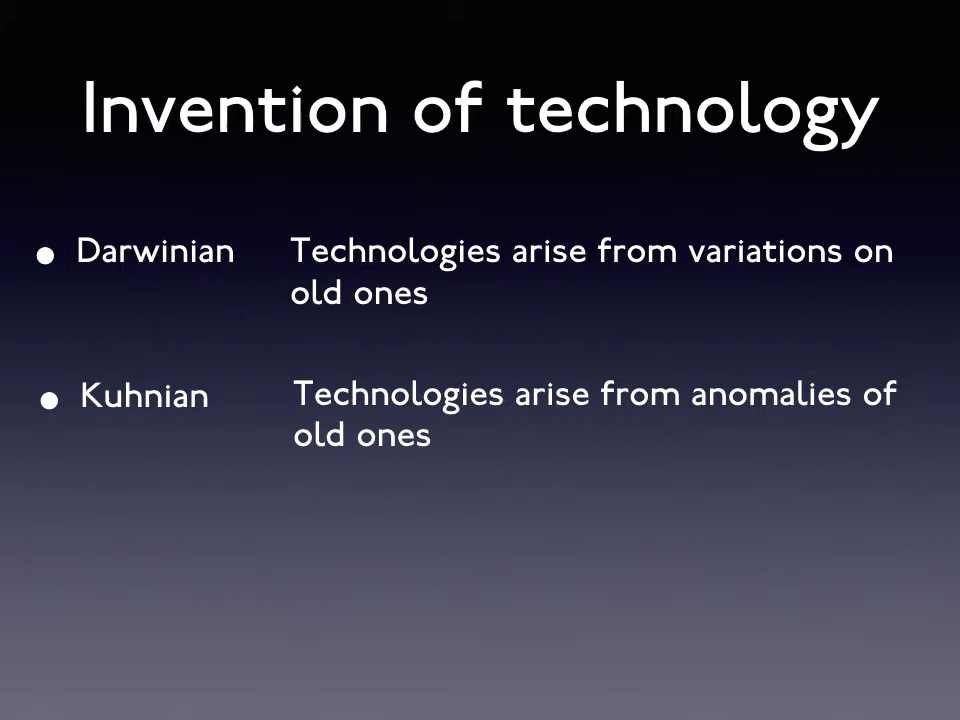 Invention of technology
• Darwinian Technologies arise from variations on
old ones
• Kuhnian Technologies arise from anomalies of
old ones